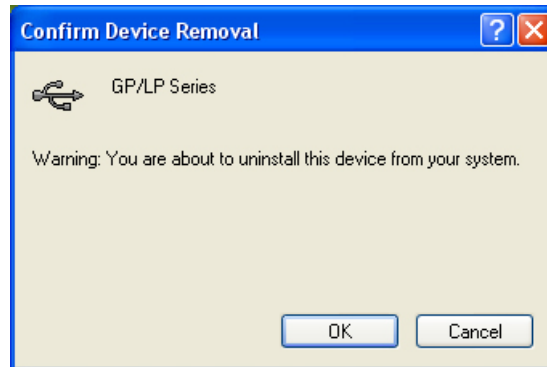 Confirm Device Removal
GP/LP Series
Warning: You are about to uninstall this device from your system.
OK
Cancel